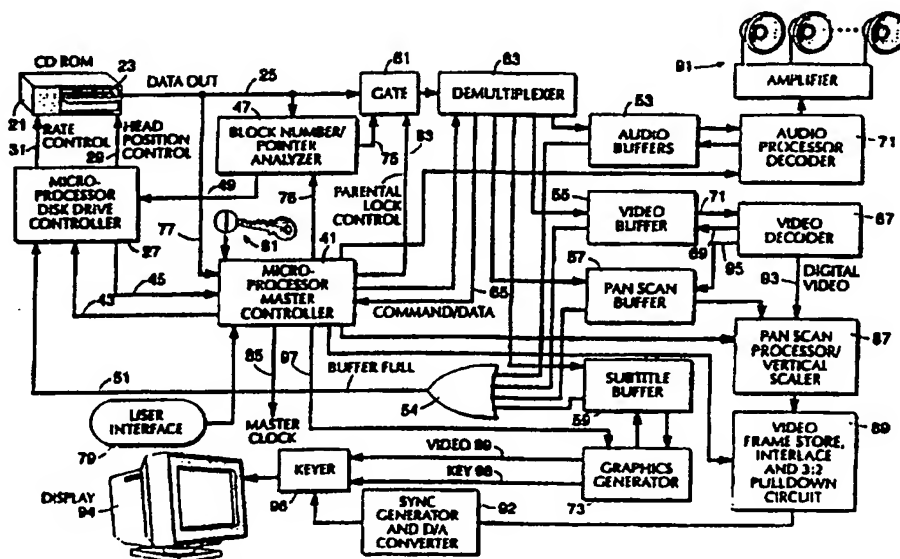 CD ROM
23
DATA OUT
25
61
GATE
63
DEMULTIPLEXER
91
AMPLIFIER
21
31
RATE CONTROL
29
HEAD POSITION CONTROL
47
BLOCK NUMBER/
POINTER
ANALYZER
75
83
53
AUDIO
BUFFERS
AUDIO
PROCESSOR
DECODER
71
MICRO-
PROCESSOR
DISK DRIVE
CONTROLLER
27
49
76
PARENTAL
LOCK
CONTROL
77
81
41
55
71
VIDEO
BUFFER
VIDEO
DECODER
67
69
95
93
DIGITAL
VIDEO
MICRO-
PROCESSOR
MASTER
CONTROLLER
45
43
65
COMMAND/DATA
57
PAN SCAN
BUFFER
PAN SCAN
PROCESSOR/
VERTICAL
SCALER
87
85
97
51
BUFFER FULL
54
SUBTITLE
BUFFER
59
USER
INTERFACE
79
MASTER
CLOCK
VIDEO 99
KEY 98
KEYER
96
GRAPHICS
GENERATOR
73
VIDEO
FRAME STORE,
INTERLACE
AND 3:2
PULLDOWN
CIRCUIT
89
DISPLAY
94
SYNC
GENERATOR
AND D/A
CONVERTER
92